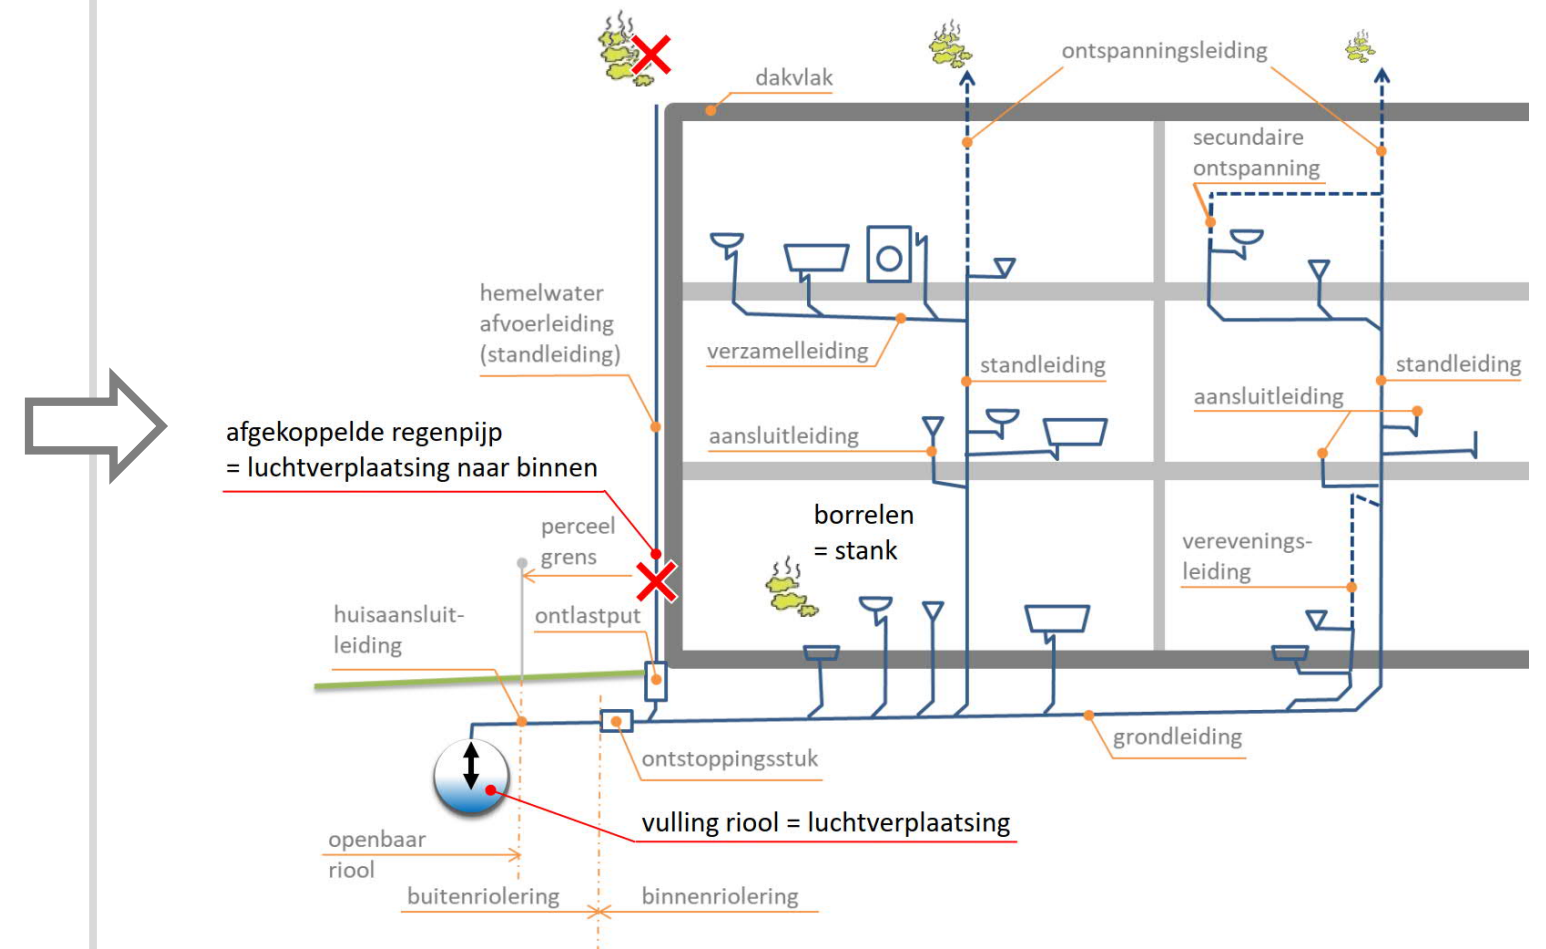 dakvlak
ontspanningsleiding
secundaire
ontspanning
hemelwater
afvoerleiding
(standleiding)
verzamelleiding
standleiding
standleiding
aansluitleiding
aansluitleiding
afgekoppelde regenpijp
= luchtverplaatsing naar binnen
perceel
grens
borrelen
= stank
verevenings-
leiding
huisaansluit-
leiding
ontlastput
grondleiding
ontstoppingsstuk
vulling riool = luchtverplaatsing
openbaar
riool
buitenriolering
binnenriolering